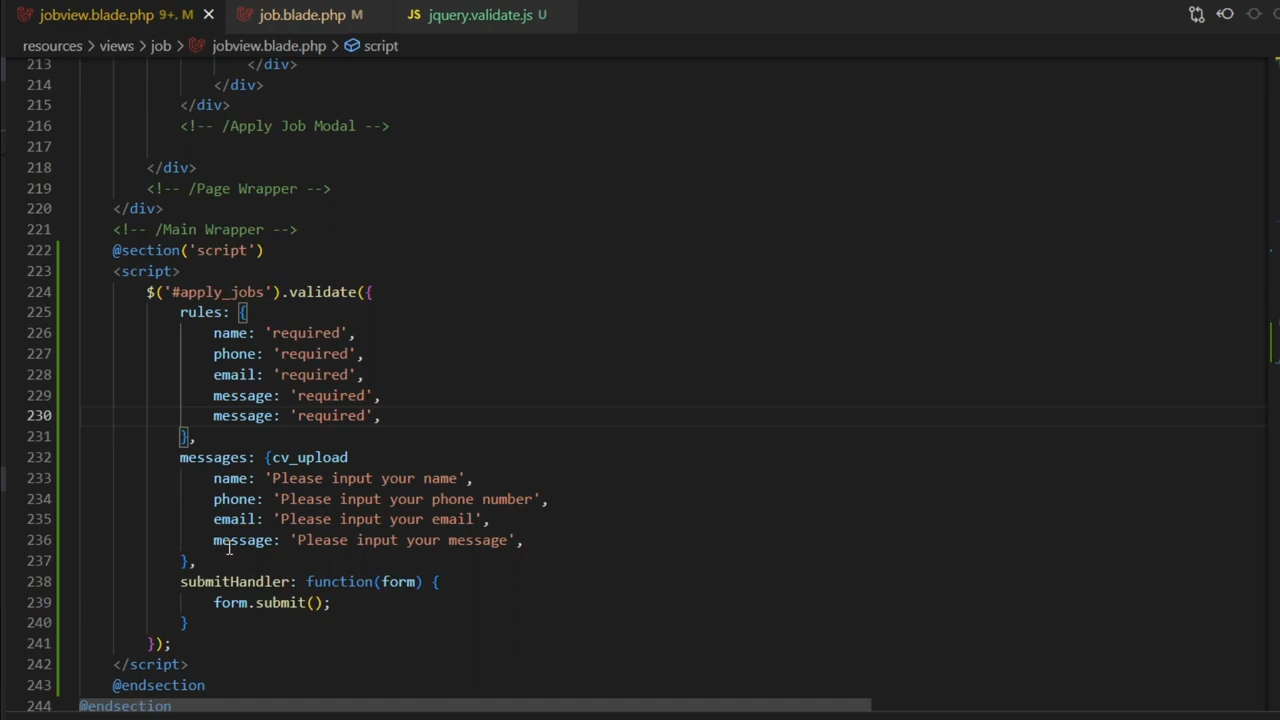 jobview.blade.php 9+, M job.blade.php M JS jquery.validate.js U
resources > views > job > jobview.blade.php > script
213 </div>
214 </div>
215 </div>
216 <!-- /Apply Job Modal -->
217
218 </div>
219 <!-- /Page Wrapper -->
220 </div>
221 <!-- /Main Wrapper -->
222 @section('script')
223 <script>
224 $('#apply_jobs').validate({
225 rules: {
226 name: 'required',
227 phone: 'required',
228 email: 'required',
229 message: 'required',
230 message: 'required',
231 },
232 messages: {cv_upload
233 name: 'Please input your name',
234 phone: 'Please input your phone number',
235 email: 'Please input your email',
236 message: 'Please input your message',
237 },
238 submitHandler: function(form) {
239 form.submit();
240 }
241 });
242 </script>
243 @endsection
244 @endsection